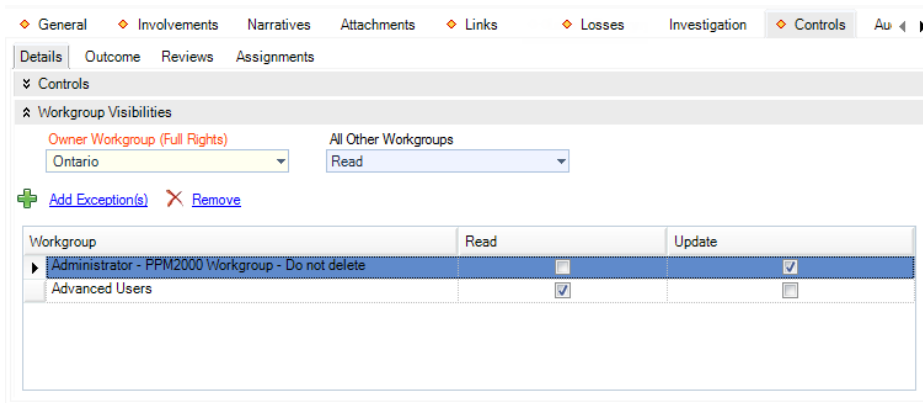 General Involvements Narratives Attachments Links Losses Investigation Controls Au
Details Outcome Reviews Assignments
Controls
Workgroup Visibilities
Owner Workgroup (Full Rights) All Other Workgroups
Ontario Read
Add Exception(s) Remove
Workgroup Read Update
Administrator - PPM2000 Workgroup - Do not delete
Advanced Users